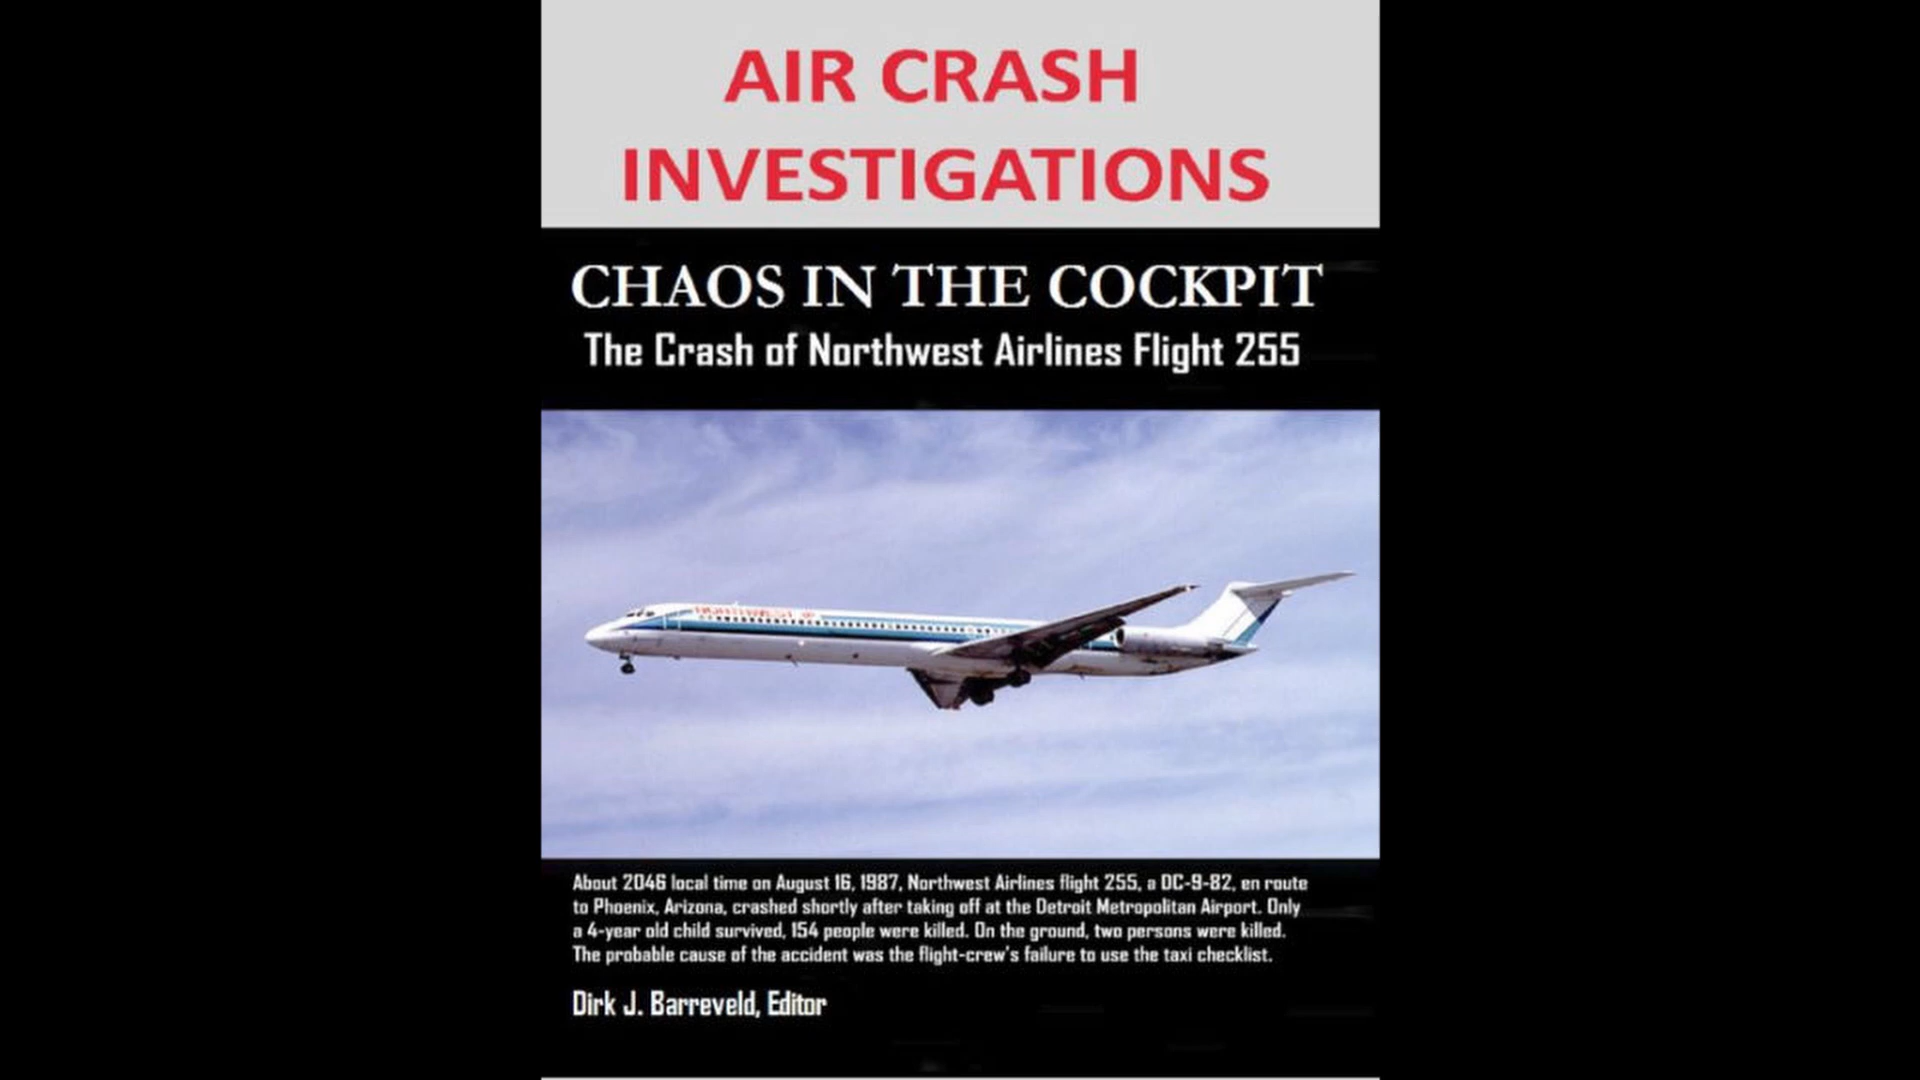 AIR CRASH
INVESTIGATIONS
CHAOS IN THE COCKPIT
The Crash of Northwest Airlines Flight 255
NORTHWEST
About 2046 local time on August 16, 1987, Northwest Airlines flight 255, a DC-9-82, en route
to Phoenix, Arizona, crashed shortly after taking off at the Detroit Metropolitan Airport. Only
a 4-year old child survived, 154 people were killed. On the ground, two persons were killed.
The probable cause of the accident was the flight-crew's failure to use the taxi checklist.
Dirk J. Barreveld, Editor